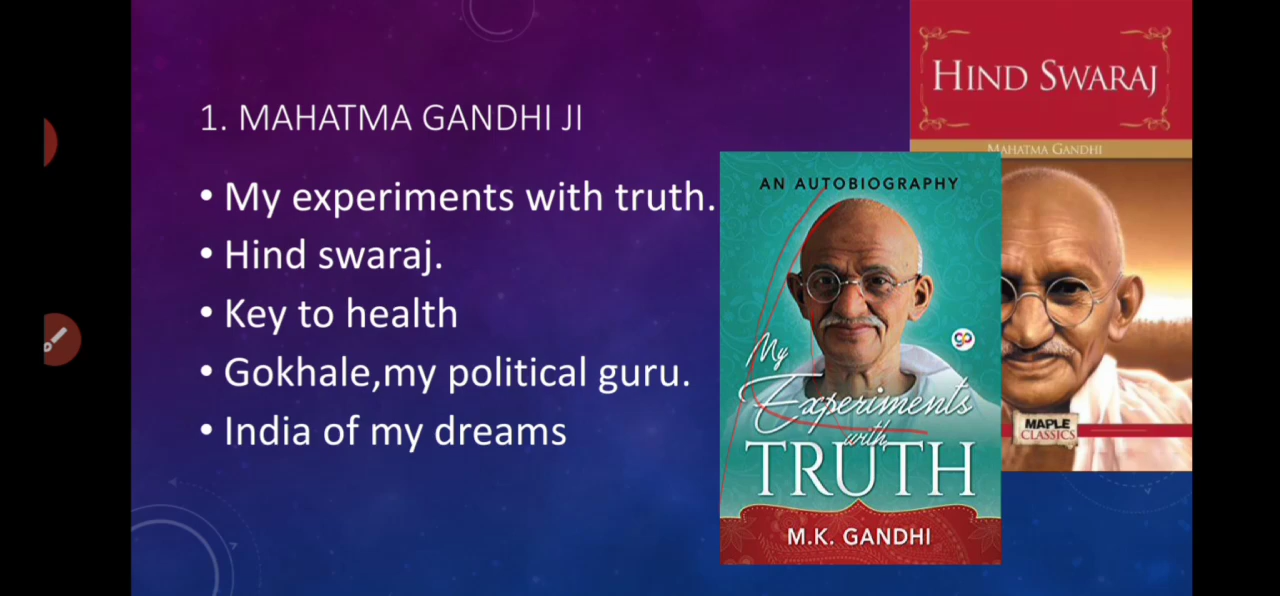 1. MAHATMA GANDHI JI
• My experiments with truth.
• Hind swaraj.
• Key to health
• Gokhale,my political guru.
• India of my dreams
HIND SWARAJ
MAHATMA GANDHI
MAPLE
CLASSICS
AN AUTOBIOGRAPHY
gp
My
Experiments
with
TRUTH
M.K. GANDHI